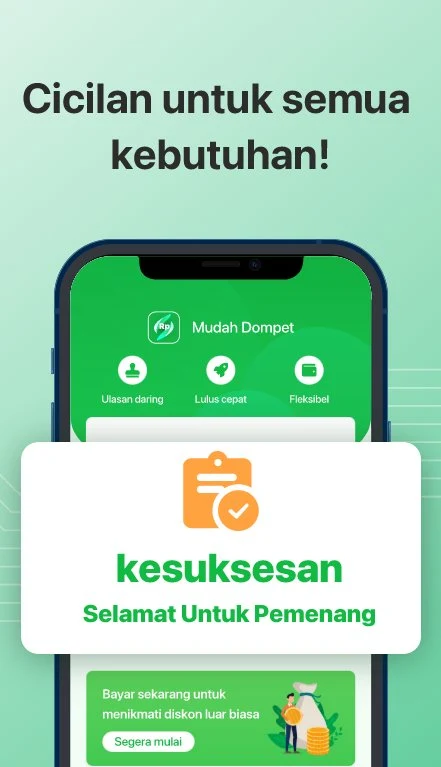 Cicilan untuk semua
kebutuhan!
Rp
Mudah Dompet
Ulasan daring
Lulus cepat
Fleksibel
kesuksesan
Selamat Untuk Pemenang
Bayar sekarang untuk
menikmati diskon luar biasa
Segera mulai